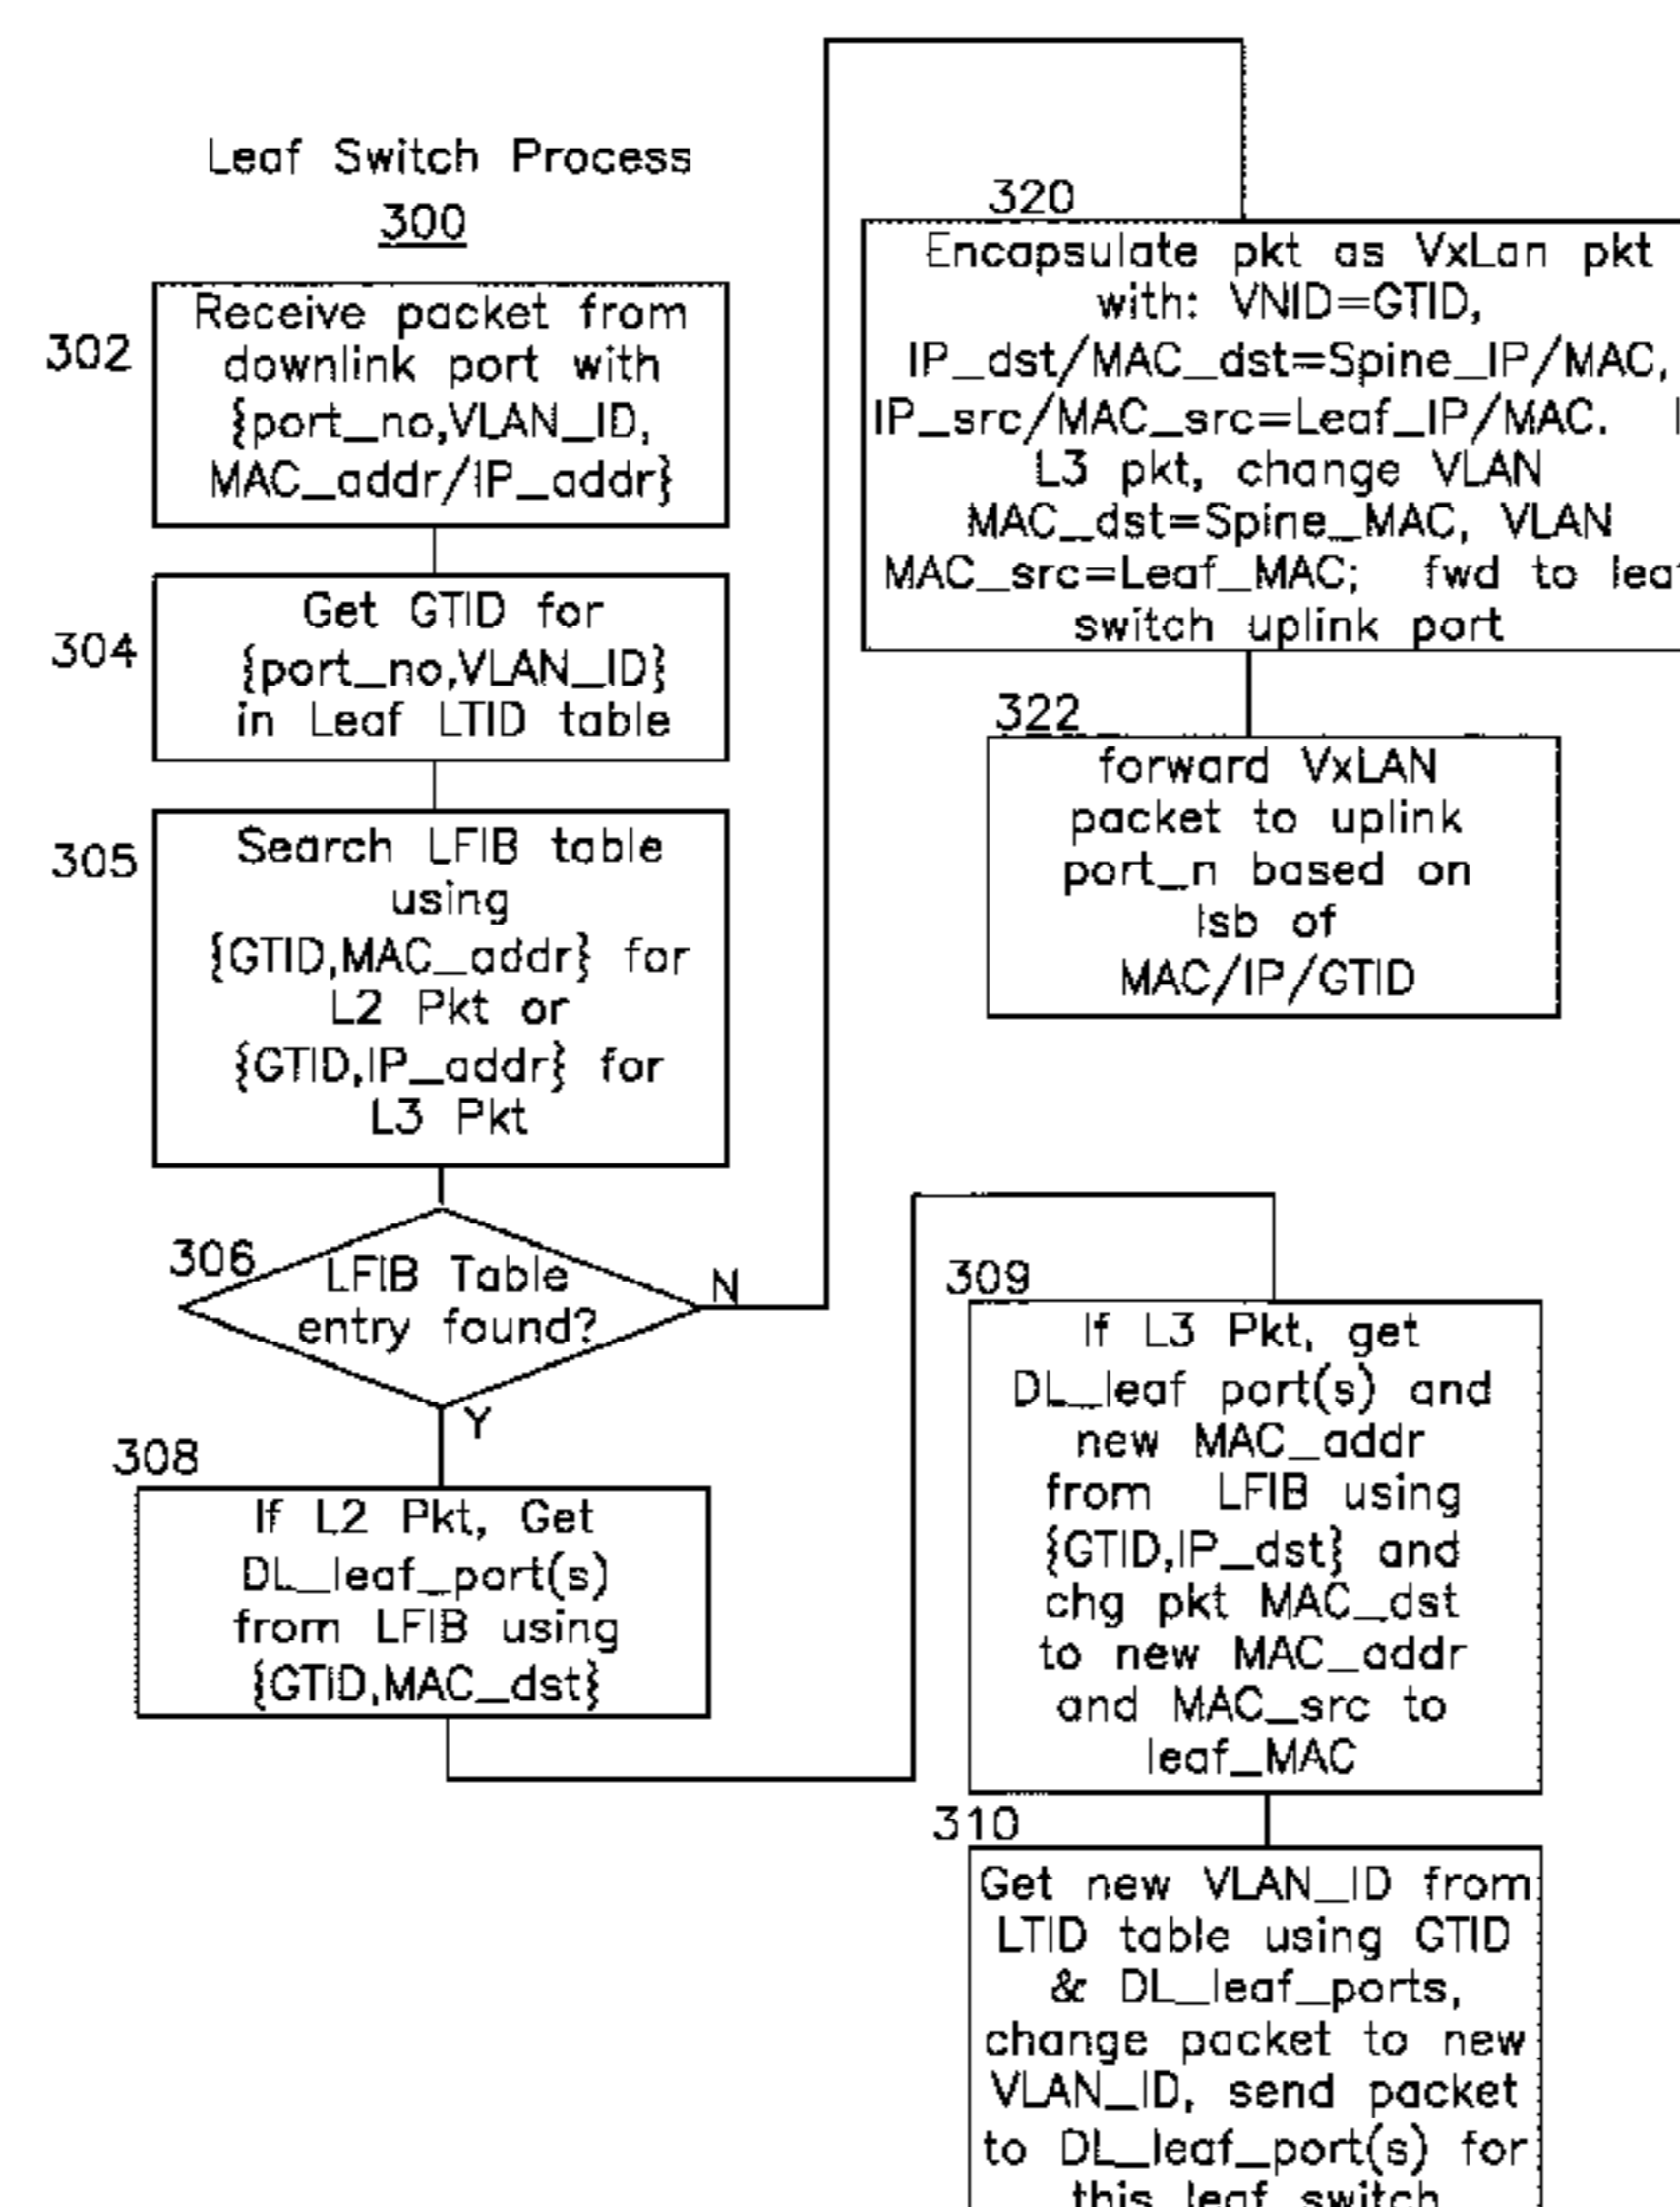 Leaf Switch Process
300
302
Receive packet from
downlink port with
{port_no,VLAN_ID,
MAC_addr/IP_addr}
304
Get GTID for
{port_no,VLAN_ID}
in Leaf LTID table
305
Search LFIB table
using
{GTID,MAC_addr} for
L2 Pkt or
{GTID,IP_addr} for
L3 Pkt
306
LFIB Table
entry found?
N
Y
308
If L2 Pkt, Get
DL_leaf_port(s)
from LFIB using
{GTID,MAC_dst}
320
Encapsulate pkt as VxLan pkt
with: VNID=GTID,
IP_dst/MAC_dst=Spine_IP/MAC,
IP_src/MAC_src=Leaf_IP/MAC.
L3 pkt, change VLAN
MAC_dst=Spine_MAC, VLAN
MAC_src=Leaf_MAC; fwd to leaf
switch uplink port
322
forward VxLAN
packet to uplink
port_n based on
lsb of
MAC/IP/GTID
309
If L3 Pkt, get
DL_leaf port(s) and
new MAC_addr
from LFIB using
{GTID,IP_dst} and
chg pkt MAC_dst
to new MAC_addr
and MAC_src to
leaf_MAC
310
Get new VLAN_ID from
LTID table using GTID
& DL_leaf_ports,
change packet to new
VLAN_ID, send packet
to DL_leaf_port(s) for
this leaf switch